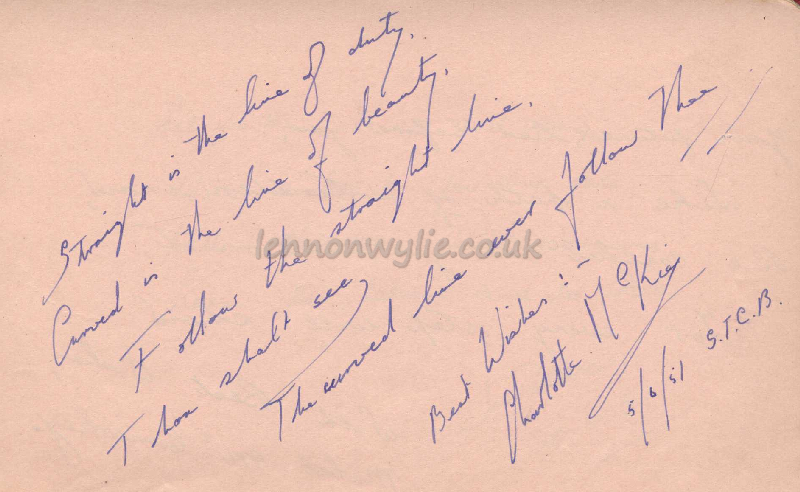 Straight is the line of duty,
Curved is the line of beauty,
Follow the straight line,
Thou shalt see
The curved line ever follow Thee
Best Wishes :-
Charlotte McKie
5/6/51 S.T.C.B.
lennonwylie.co.uk